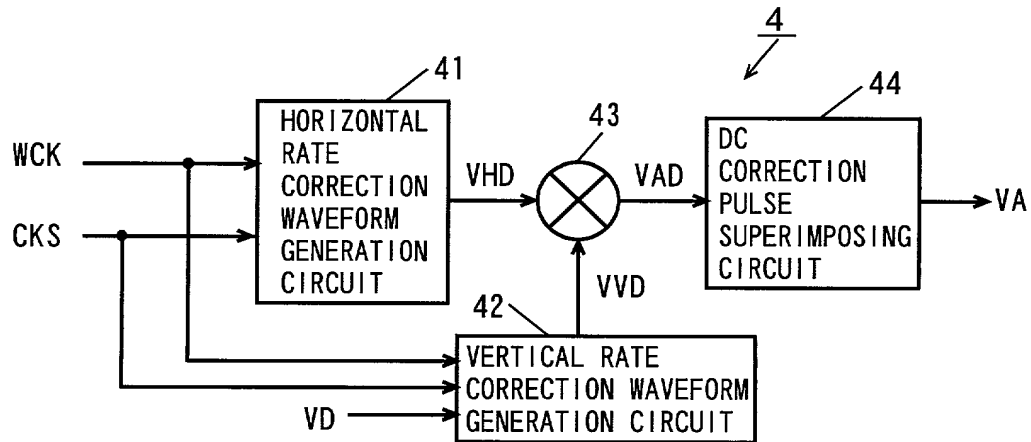 4
41
44
43
WCK
CKS
HORIZONTAL
RATE
CORRECTION
WAVEFORM
GENERATION
CIRCUIT
VHD
VAD
DC
CORRECTION
PULSE
SUPERIMPOSING
CIRCUIT
VA
VVD
42
VERTICAL RATE
CORRECTION WAVEFORM
GENERATION CIRCUIT
VD